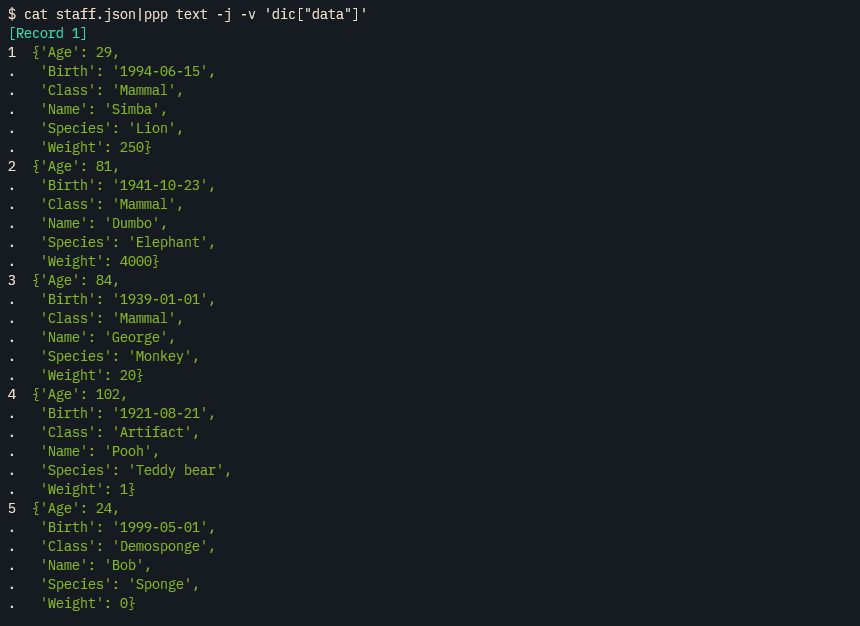 $ cat staff.json|ppp text -j -v 'dic["data"]'
[Record 1]
1  {'Age': 29,
.   'Birth': '1994-06-15',
.   'Class': 'Mammal',
.   'Name': 'Simba',
.   'Species': 'Lion',
.   'Weight': 250}
2  {'Age': 81,
.   'Birth': '1941-10-23',
.   'Class': 'Mammal',
.   'Name': 'Dumbo',
.   'Species': 'Elephant',
.   'Weight': 4000}
3  {'Age': 84,
.   'Birth': '1939-01-01',
.   'Class': 'Mammal',
.   'Name': 'George',
.   'Species': 'Monkey',
.   'Weight': 20}
4  {'Age': 102,
.   'Birth': '1921-08-21',
.   'Class': 'Artifact',
.   'Name': 'Pooh',
.   'Species': 'Teddy bear',
.   'Weight': 1}
5  {'Age': 24,
.   'Birth': '1999-05-01',
.   'Class': 'Demosponge',
.   'Name': 'Bob',
.   'Species': 'Sponge',
.   'Weight': 0}